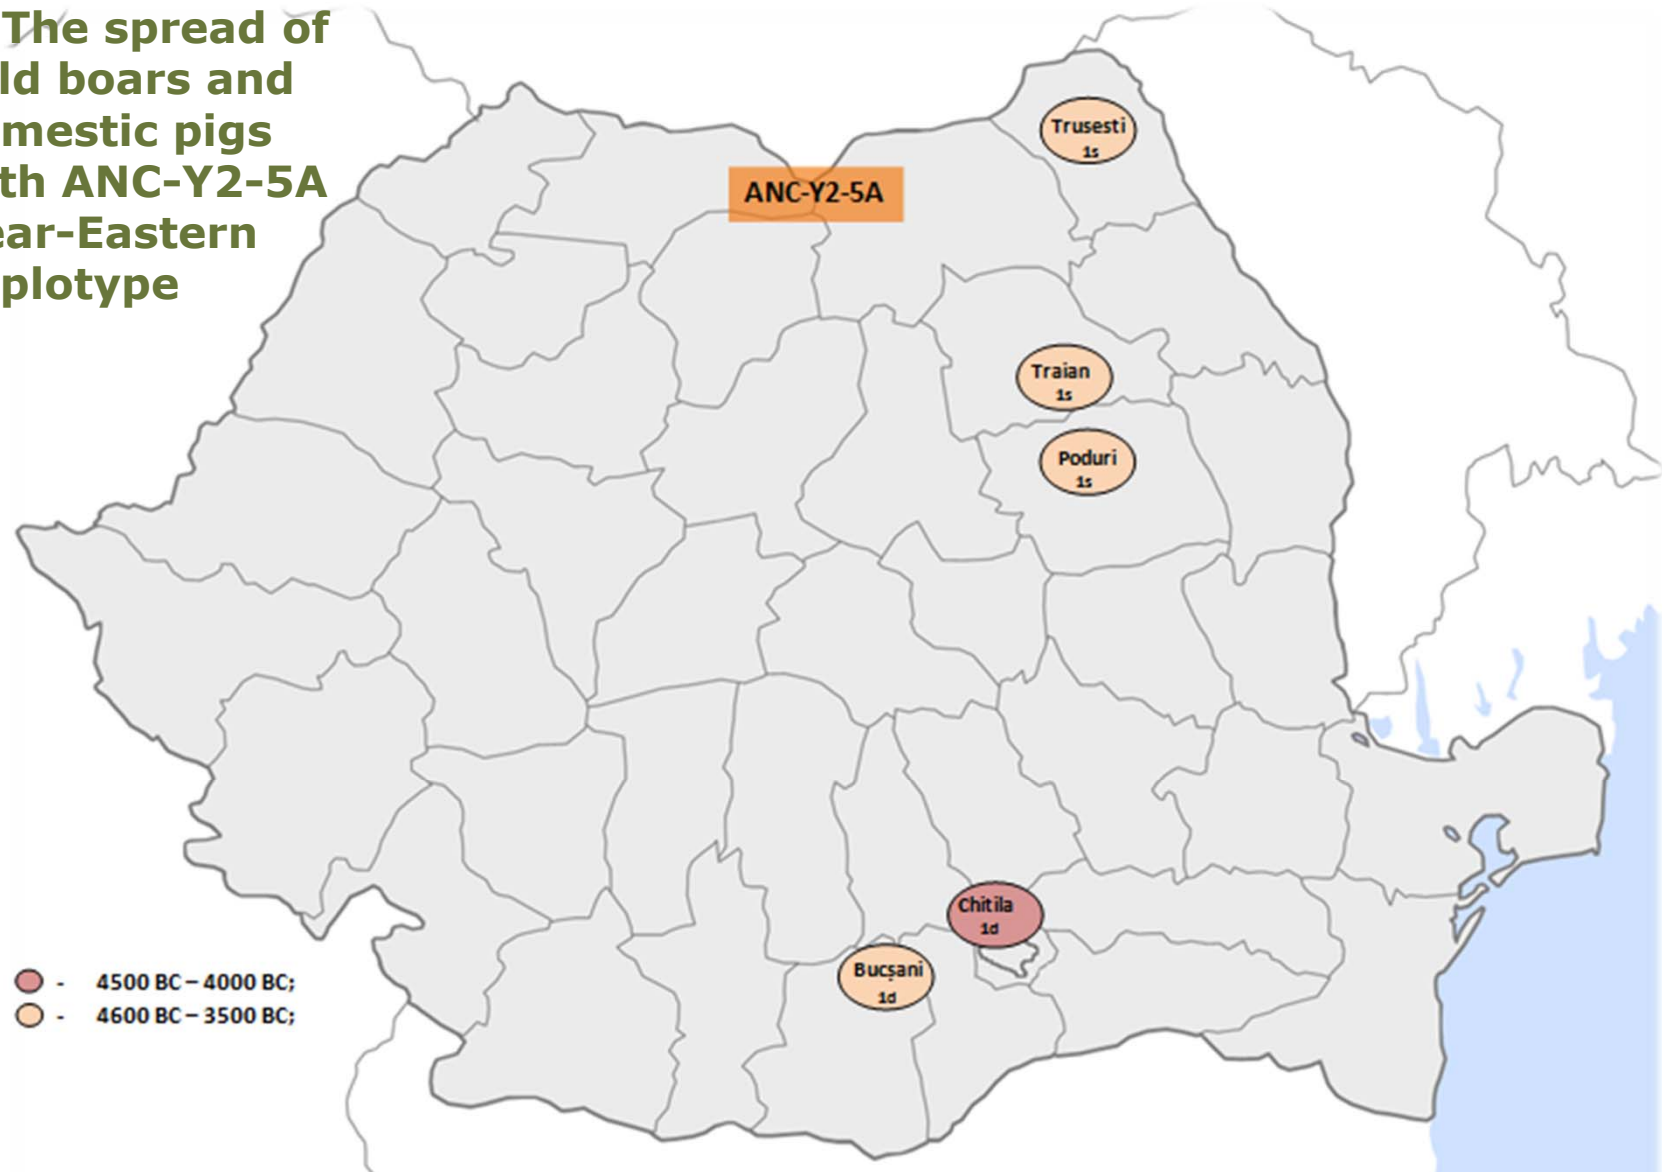 The spread of
ld boars and
mestic pigs
th ANC-Y2-5A
ear-Eastern
plotype
ANC-Y2-5A
Trusesti
1s
Traian
1s
Poduri
1s
Chitila
1d
Bucșani
1d
- 4500 BC – 4000 BC;
- 4600 BC – 3500 BC;